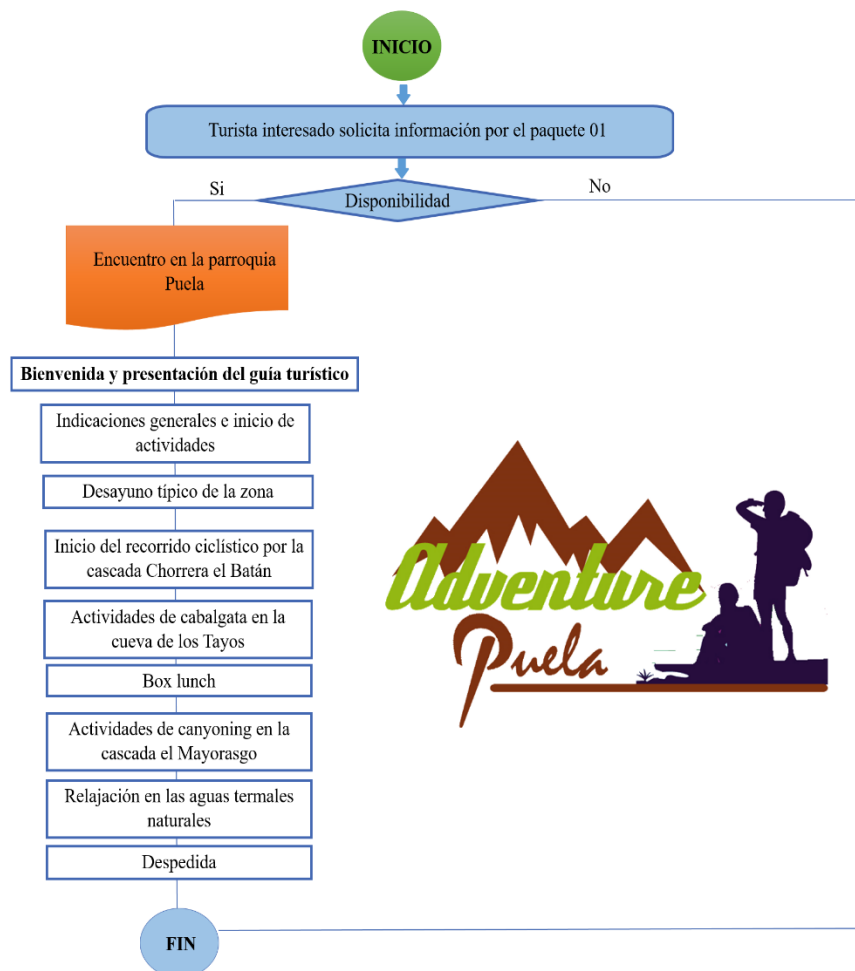 INICIO
Turista interesado solicita información por el paquete 01
Si
No
Disponibilidad
Encuentro en la parroquia
Puela
Bienvenida y presentación del guía turístico
Indicaciones generales e inicio de
actividades
Desayuno típico de la zona
Inicio del recorrido ciclístico por la
cascada Chorrera el Batán
Actividades de cabalgata en la
cueva de los Tayos
Box lunch
Actividades de canyoning en la
cascada el Mayorasgo
Relajación en las aguas termales
naturales
Despedida
FIN
Adventure
Puela